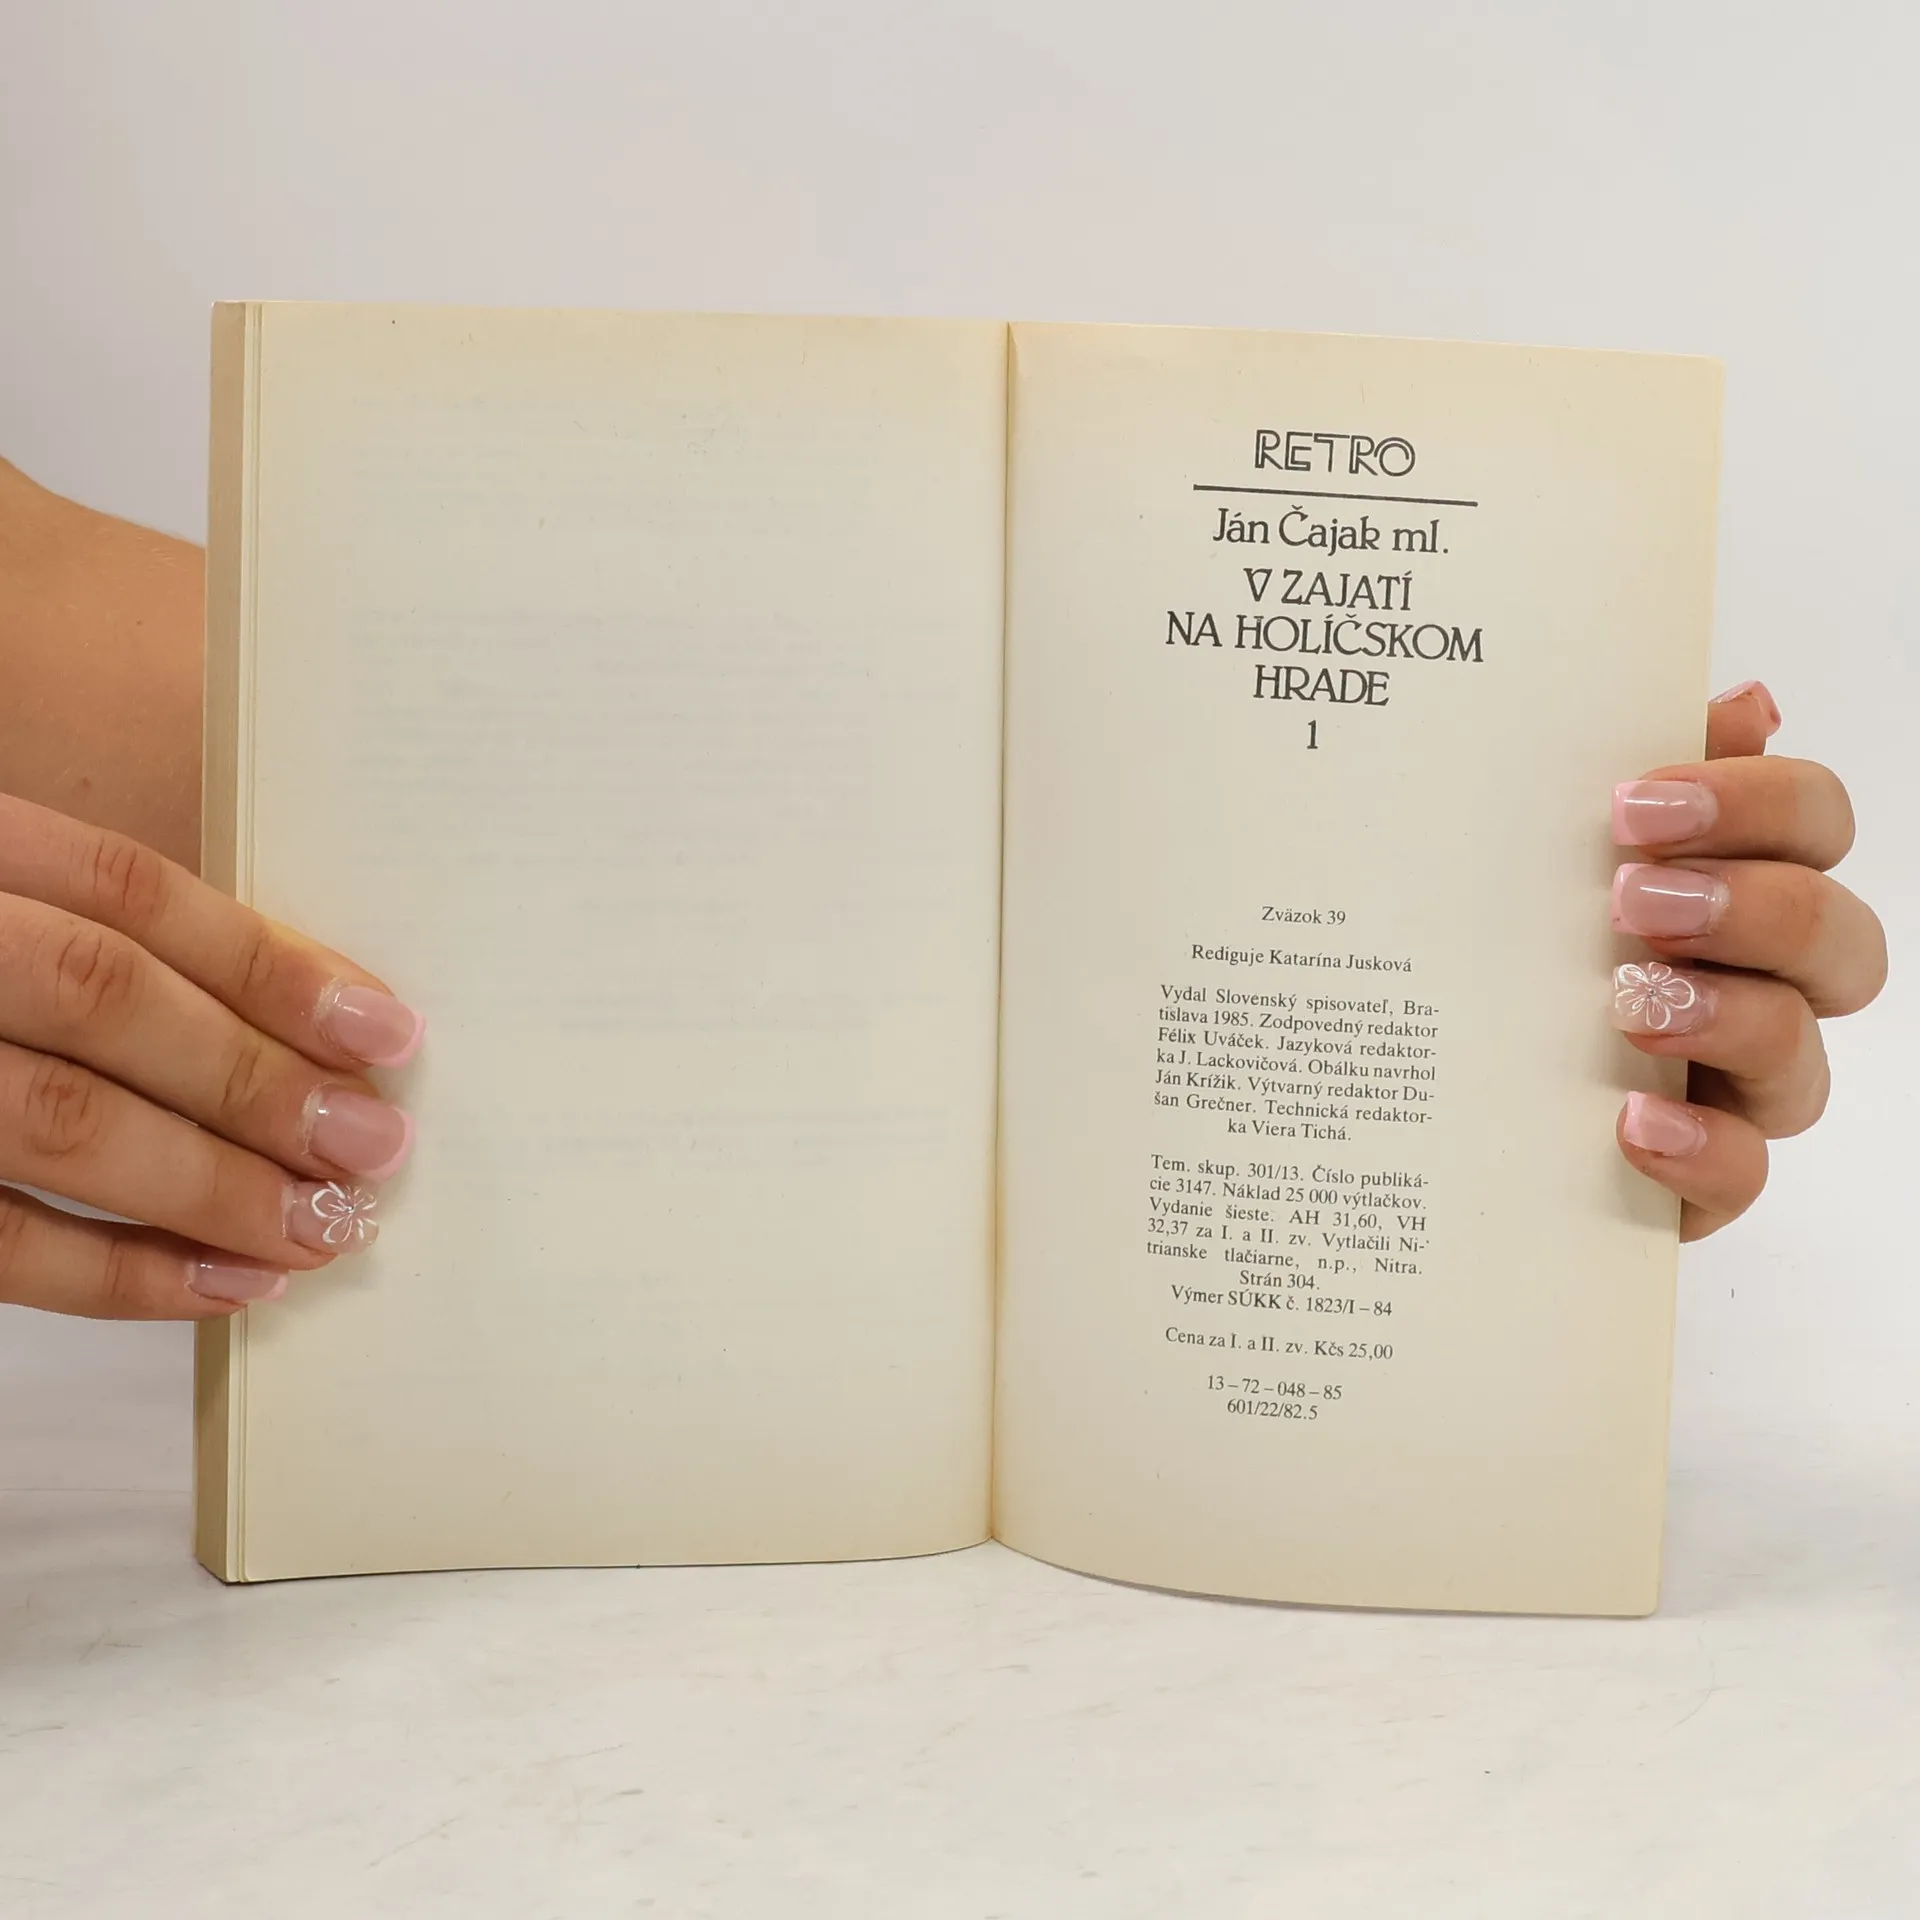 RETRO
Ján Čajak ml.
V ZAJATÍ
NA HOLÍČSKOM
HRADE
1
Zväzok 39
Rediguje Katarína Jusková
Vydal Slovenský spisovateľ, Bra-
tislava 1985. Zodpovedný redaktor
Félix Uváček. Jazyková redaktor-
ka J. Lackovičová. Obálku navrhol
Ján Krížik. Výtvarný redaktor Du-
šan Grečner. Technická redaktor-
ka Viera Tichá.
Tem. skup. 301/13. Číslo publiká-
cie 3147. Náklad 25 000 výtlačkov.
Vydanie šieste. AH 31,60, VH
32,37 za I. a II. zv. Vytlačili Ni-
trianske tlačiarne, n.p., Nitra.
Strán 304.
Výmer SÚKK č. 1823/I – 84
Cena za I. a II. zv. Kčs 25,00
13 – 72 – 048 – 85
601/22/82.5